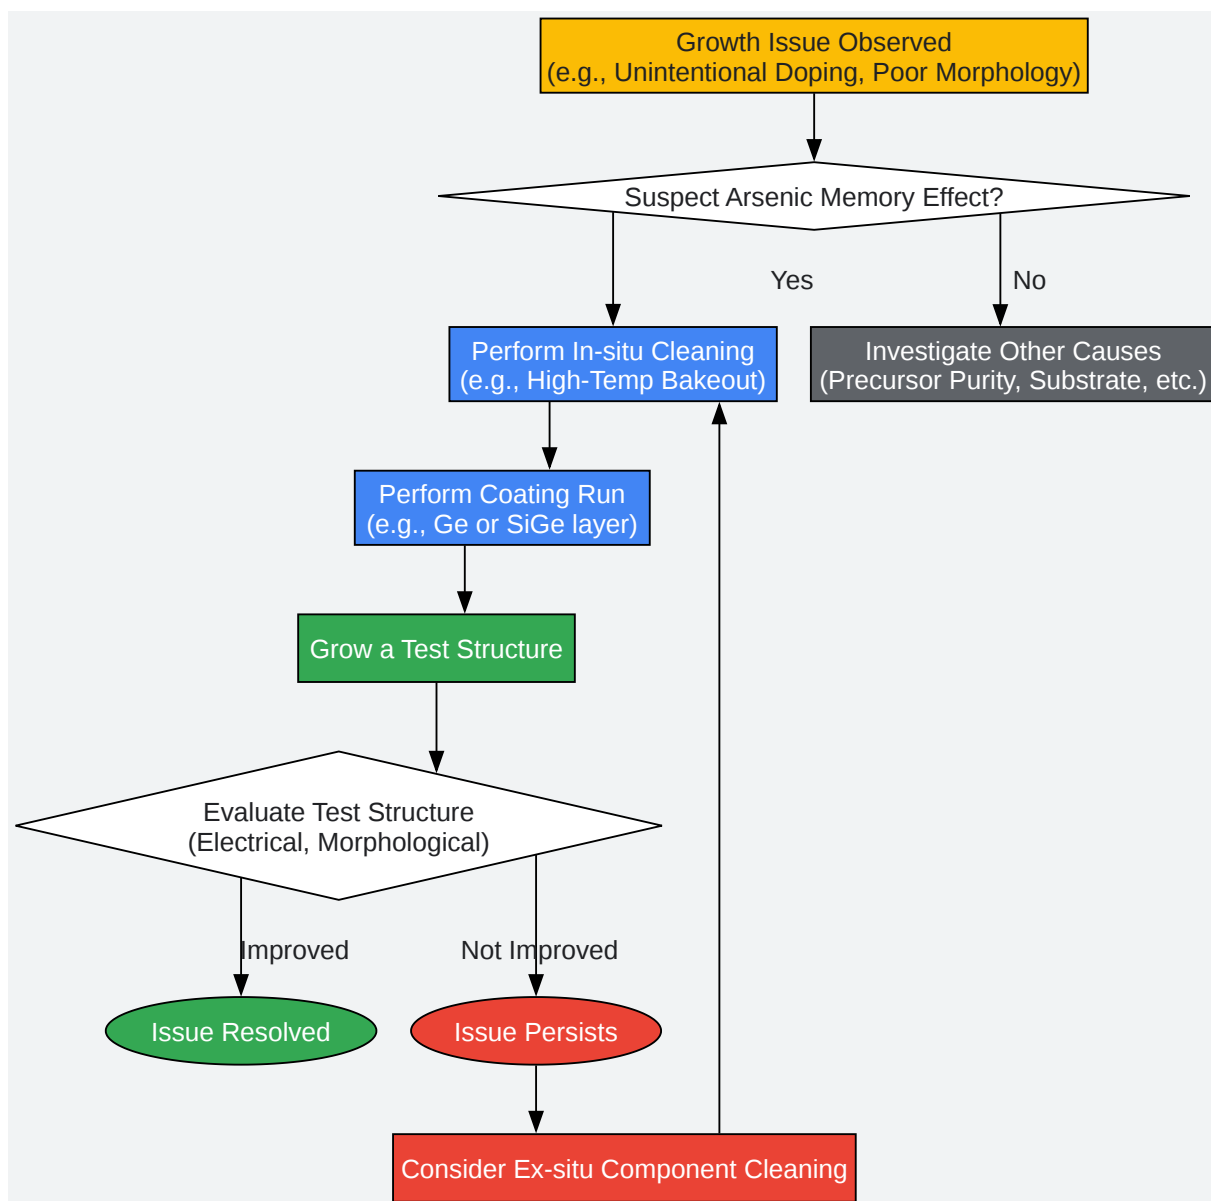 Growth Issue Observed
(e.g., Unintentional Doping, Poor Morphology)
Suspect Arsenic Memory Effect?
Yes
No
Perform In-situ Cleaning
(e.g., High-Temp Bakeout)
Investigate Other Causes
(Precursor Purity, Substrate, etc.)
Perform Coating Run
(e.g., Ge or SiGe layer)
Grow a Test Structure
Evaluate Test Structure
(Electrical, Morphological)
Improved
Not Improved
Issue Resolved
Issue Persists
Consider Ex-situ Component Cleaning